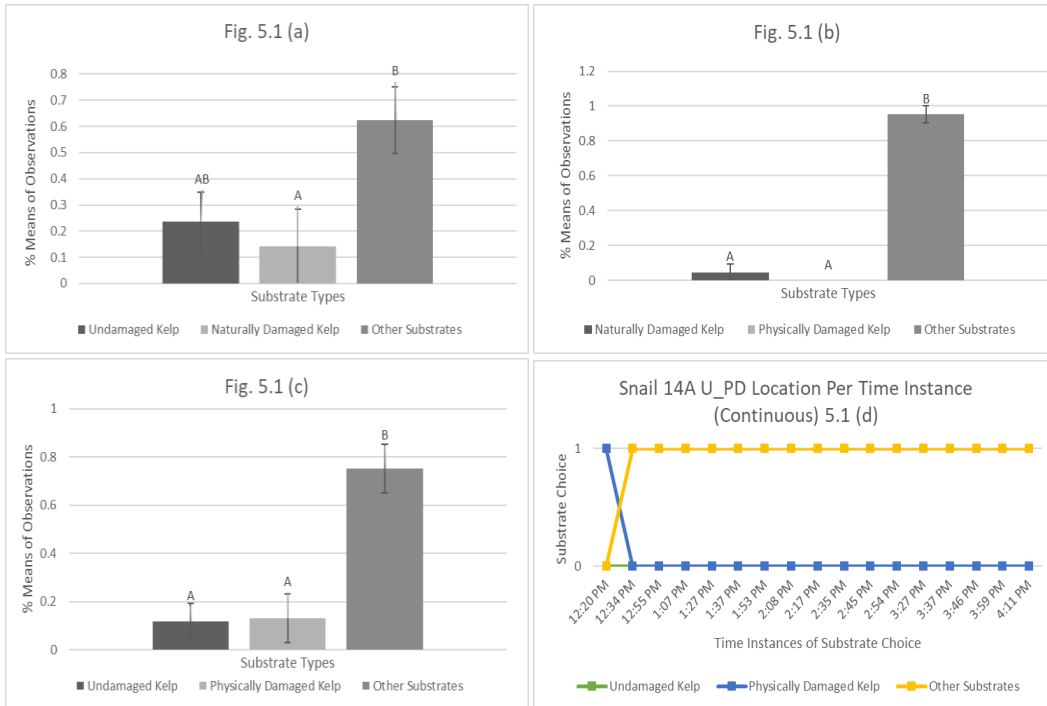 Fig. 5.1 (a)
% Means of Observations
0.8
0.7
0.6
0.5
0.4
0.3
0.2
0.1
0
AB
A
B
Substrate Types
Undamaged Kelp Naturally Damaged Kelp Other Substrates
Fig. 5.1 (b)
% Means of Observations
1.2
1
0.8
0.6
0.4
0.2
0
A
A
B
Substrate Types
Naturally Damaged Kelp Physically Damaged Kelp Other Substrates
Fig. 5.1 (c)
% Means of Observations
1
0.8
0.6
0.4
0.2
0
A
A
B
Substrate Types
Undamaged Kelp Physically Damaged Kelp Other Substrates
Snail 14A U_PD Location Per Time Instance
(Continuous) 5.1 (d)
Substrate Choice
1
0
12:20 PM
12:34 PM
12:55 PM
1:07 PM
1:27 PM
1:37 PM
1:53 PM
2:08 PM
2:17 PM
2:35 PM
2:45 PM
2:54 PM
3:27 PM
3:37 PM
3:46 PM
3:59 PM
4:11 PM
Time Instances of Substrate Choice
Undamaged Kelp Physically Damaged Kelp Other Substrates